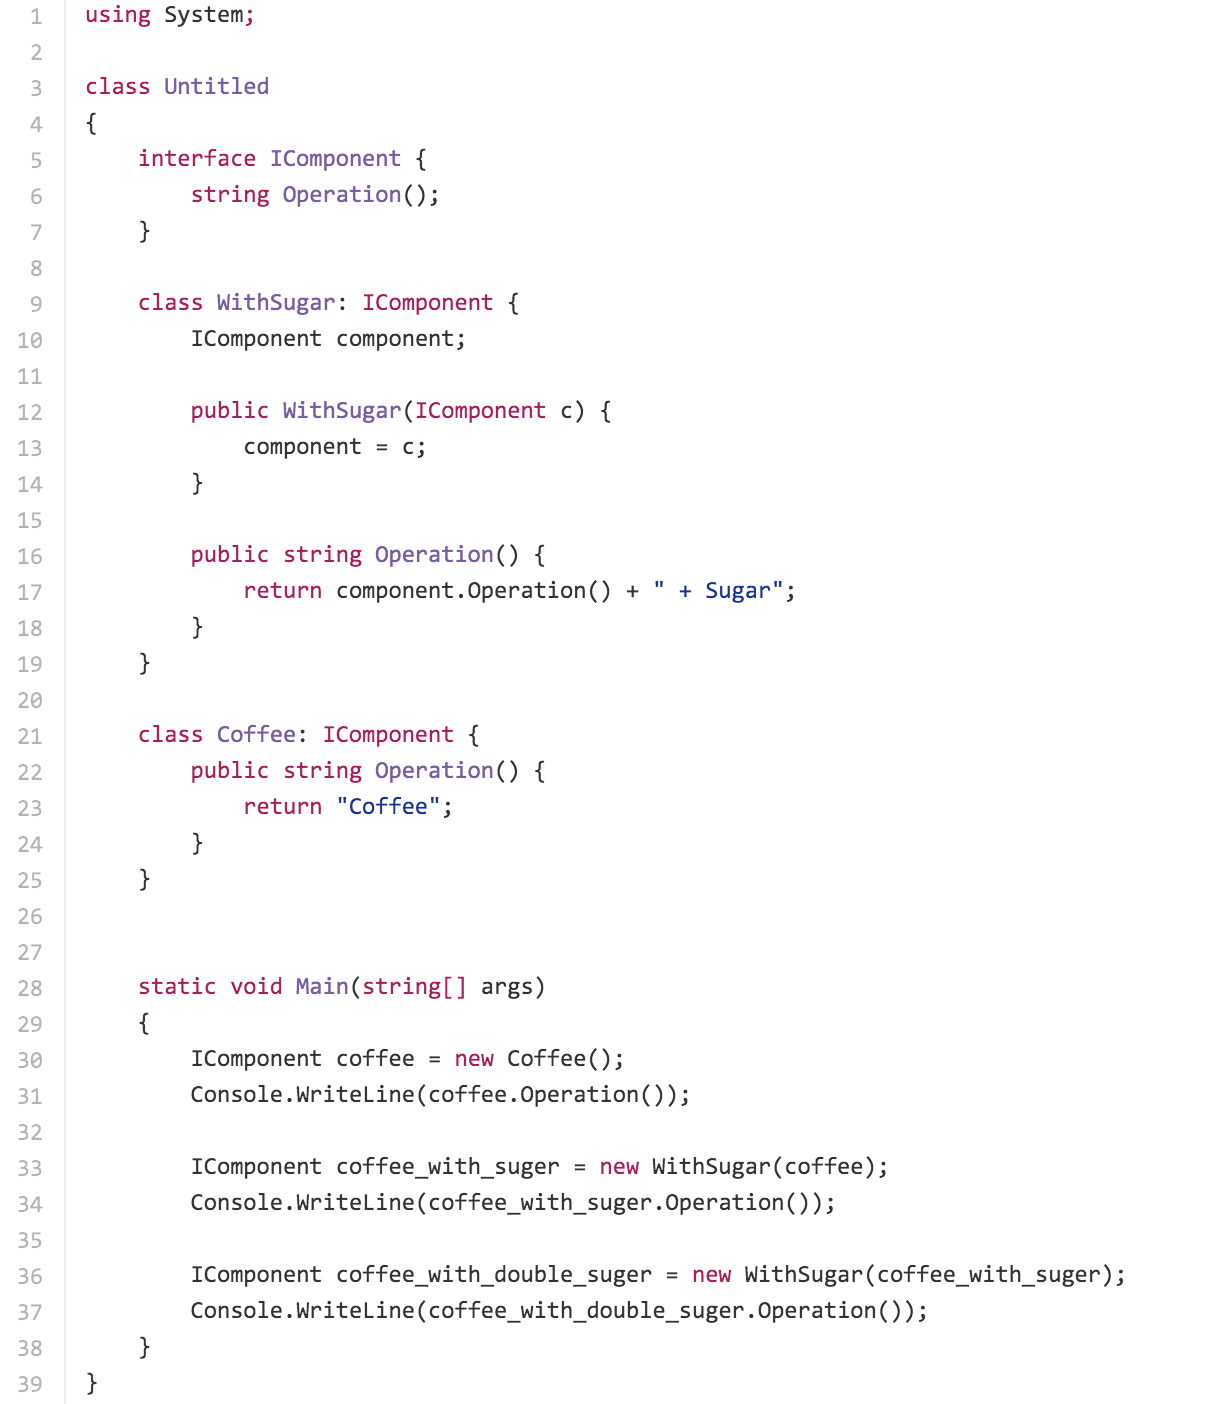 1 using System;
2
3 class Untitled
4 {
5     interface IComponent {
6         string Operation();
7     }
8
9     class WithSugar: IComponent {
10         IComponent component;
11
12         public WithSugar(IComponent c) {
13             component = c;
14         }
15
16         public string Operation() {
17             return component.Operation() + " + Sugar";
18         }
19     }
20
21     class Coffee: IComponent {
22         public string Operation() {
23             return "Coffee";
24         }
25     }
26
27
28     static void Main(string[] args)
29     {
30         IComponent coffee = new Coffee();
31         Console.WriteLine(coffee.Operation());
32
33         IComponent coffee_with_suger = new WithSugar(coffee);
34         Console.WriteLine(coffee_with_suger.Operation());
35
36         IComponent coffee_with_double_suger = new WithSugar(coffee_with_suger);
37         Console.WriteLine(coffee_with_double_suger.Operation());
38     }
39 }